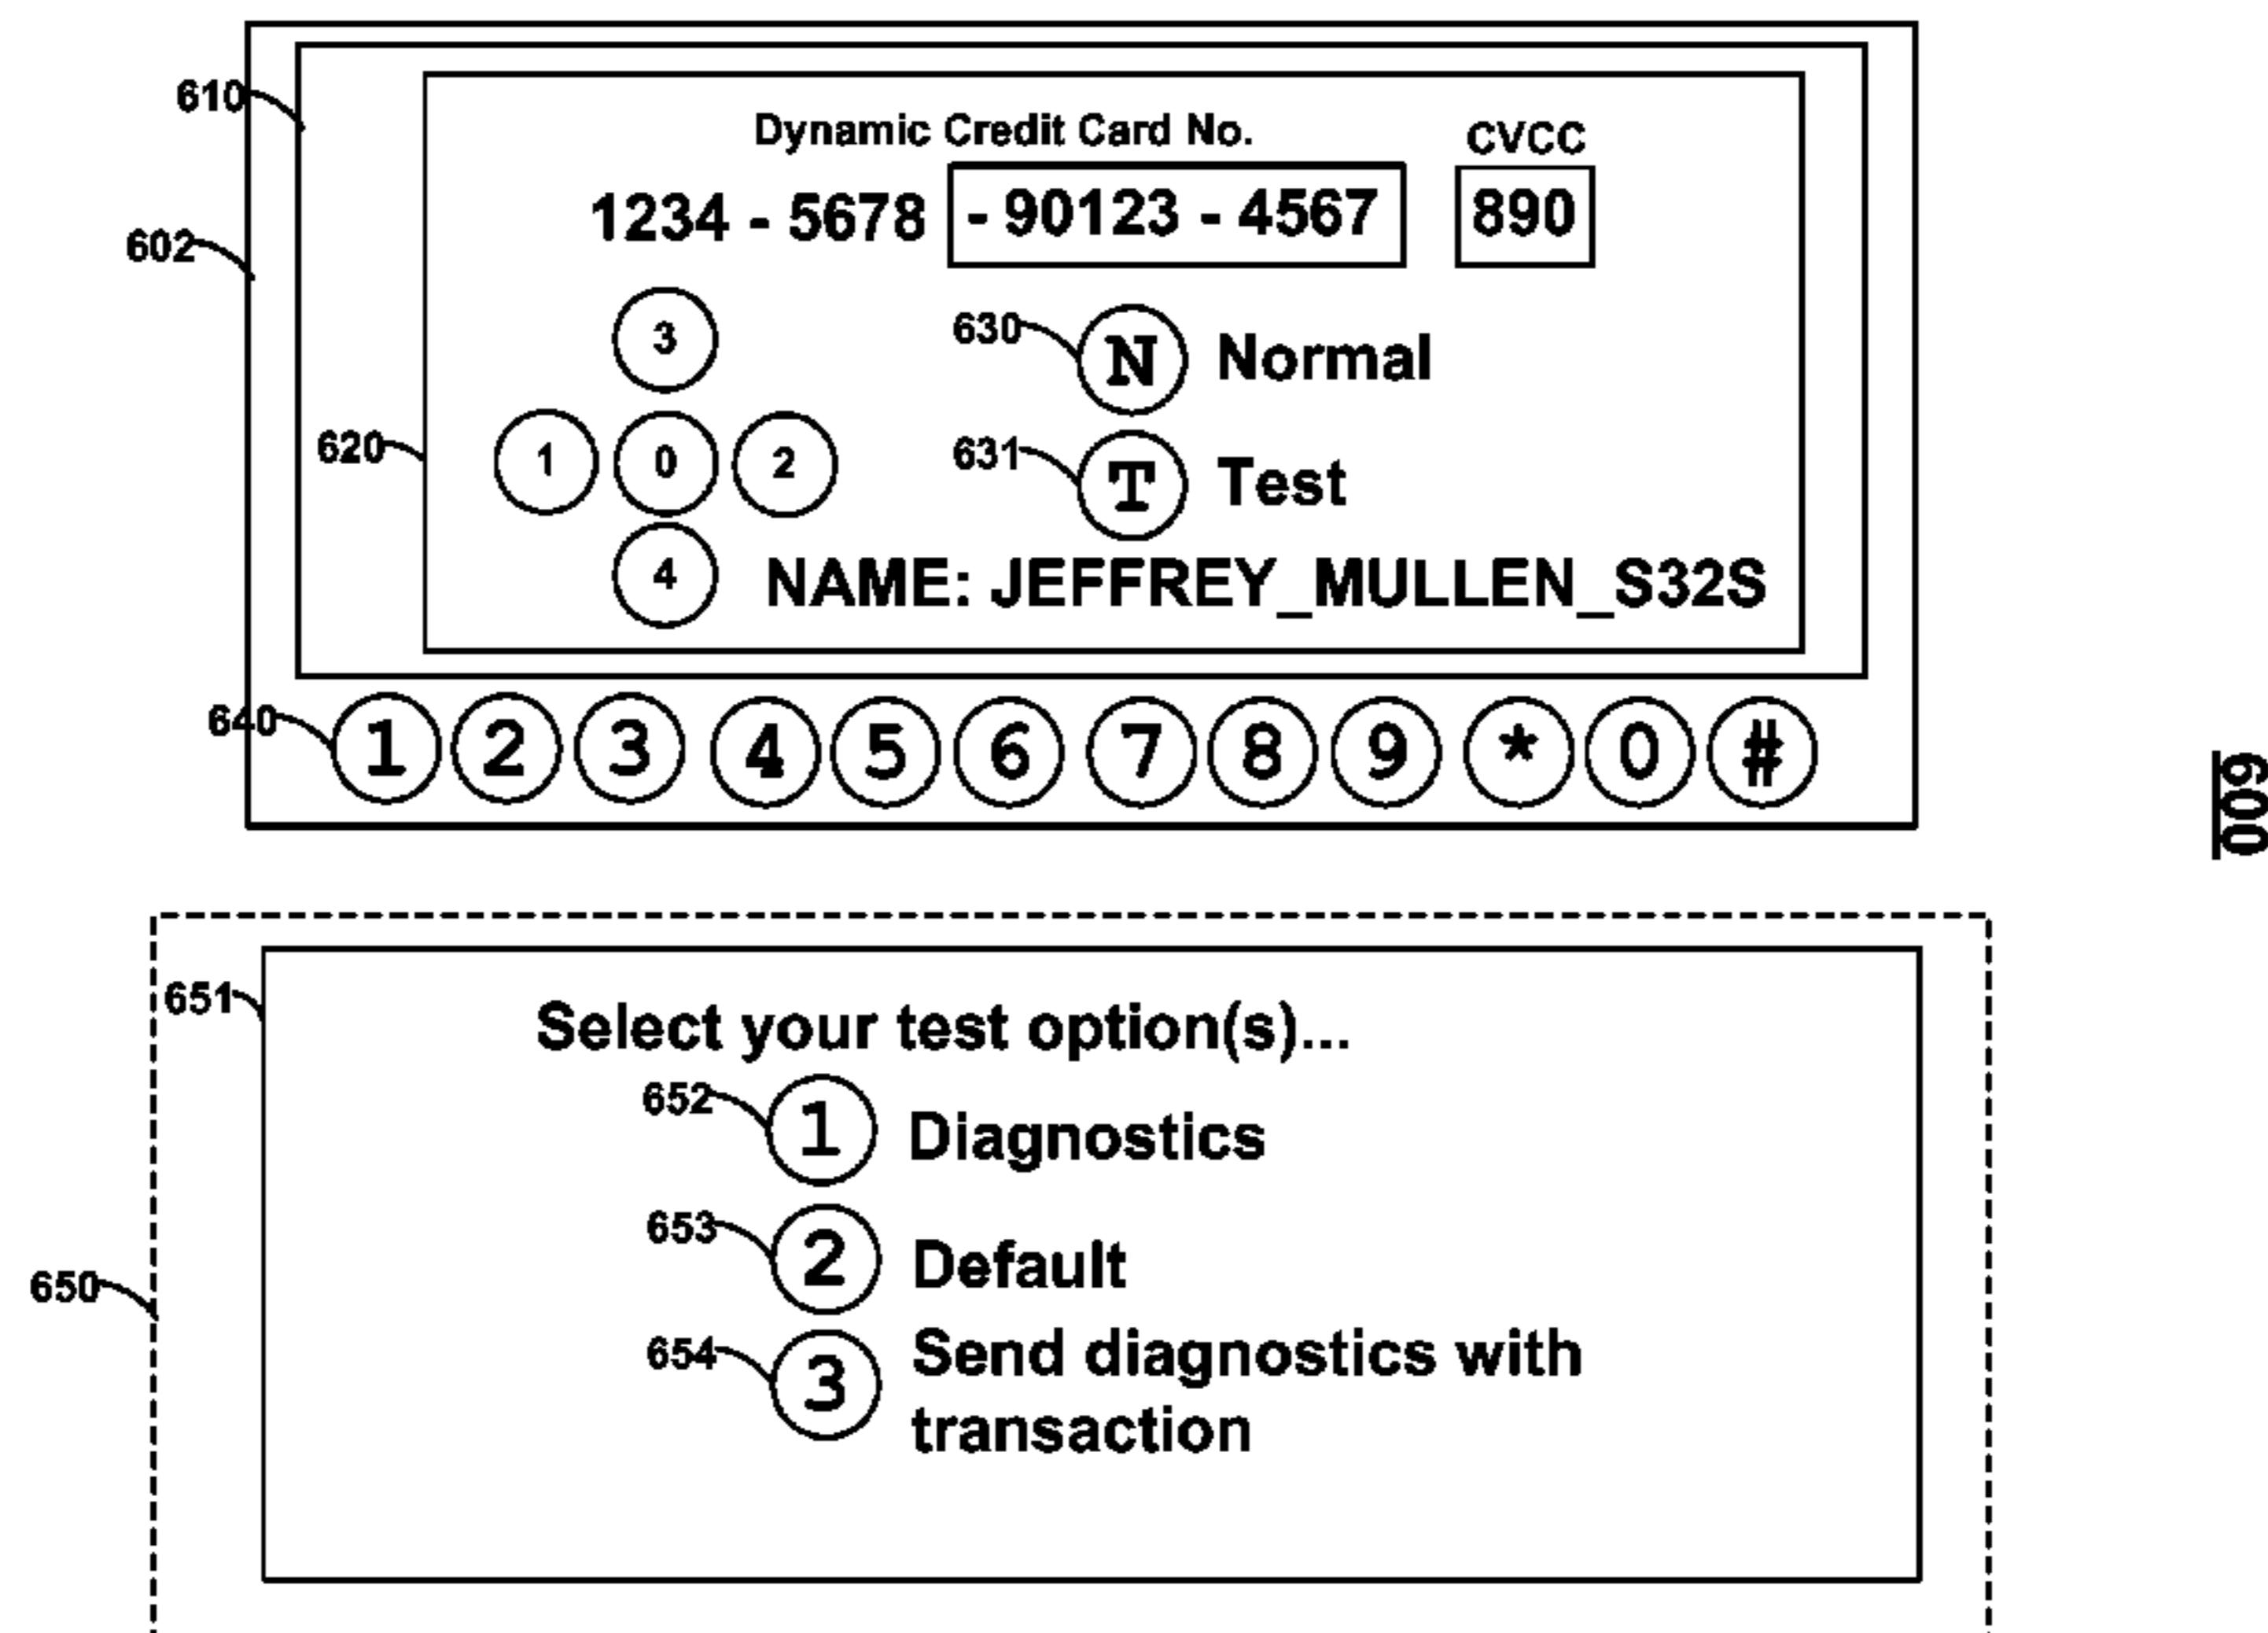 610
Dynamic Credit Card No. CVCC
1234 - 5678 - 90123 - 4567 890
602
3
630 N Normal
620 1 0 2
631 T Test
4 NAME: JEFFREY_MULLEN_S32S
640 1 2 3 4 5 6 7 8 9 * 0 #
600
651
Select your test option(s)...
652 1 Diagnostics
653 2 Default
650
654 3 Send diagnostics with
transaction